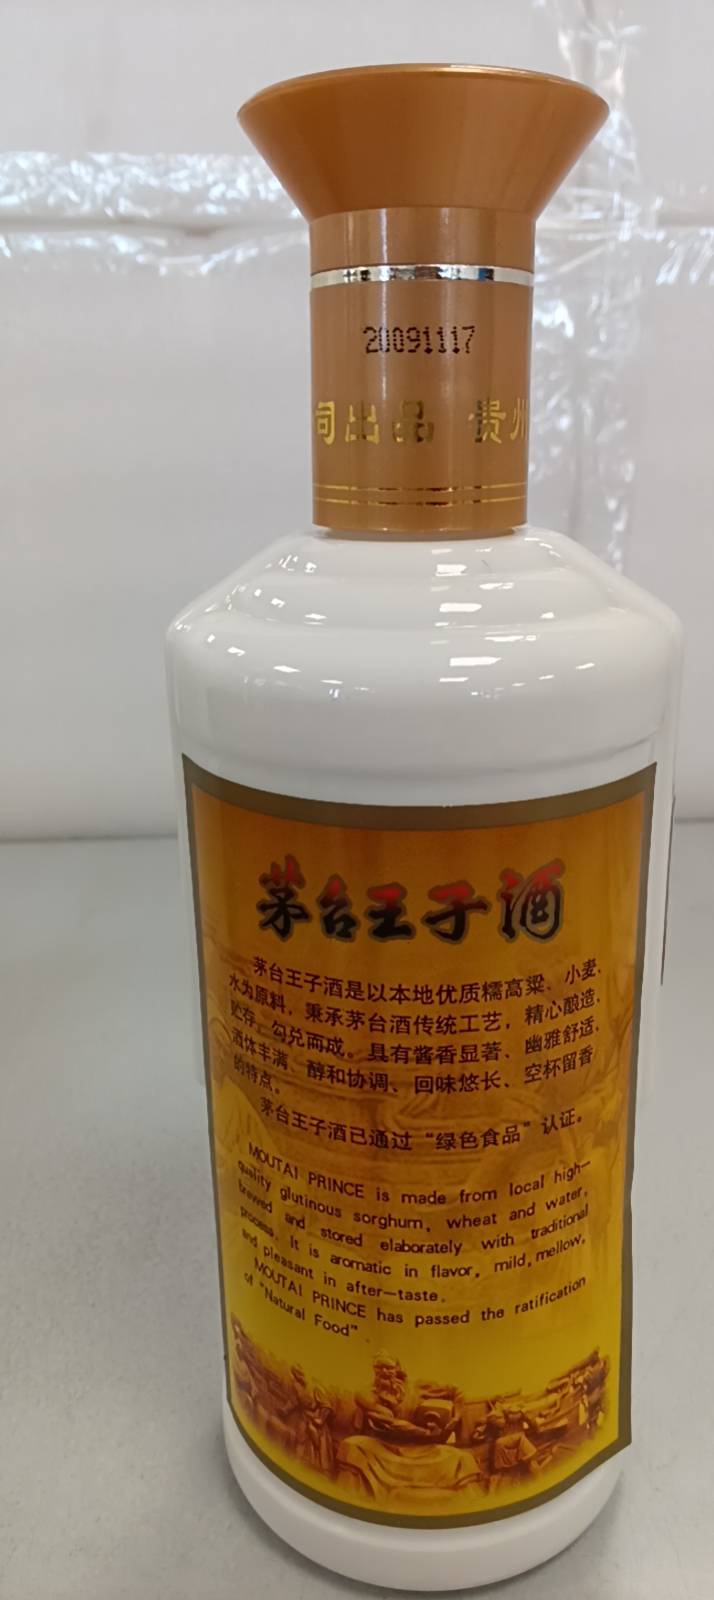 20091117
司出品 贵州
茅台王子酒
茅台王子酒是以本地优质糯高粱、小麦、
水为原料，秉承茅台酒传统工艺，精心酿造、
贮存，勾兑而成。具有酱香显著、幽雅舒适、
酒体丰满、醇和协调、回味悠长、空杯留香
的特点。
茅台王子酒已通过“绿色食品”认证。
MOUTAI PRINCE is made from local high—
quality glutinous sorghum, wheat and water,
brewed and stored elaborately with traditional
process. It is aromatic in flavor, mild, mellow,
and pleasant in after—taste.
MOUTAI PRINCE has passed the ratification
of "Natural Food"